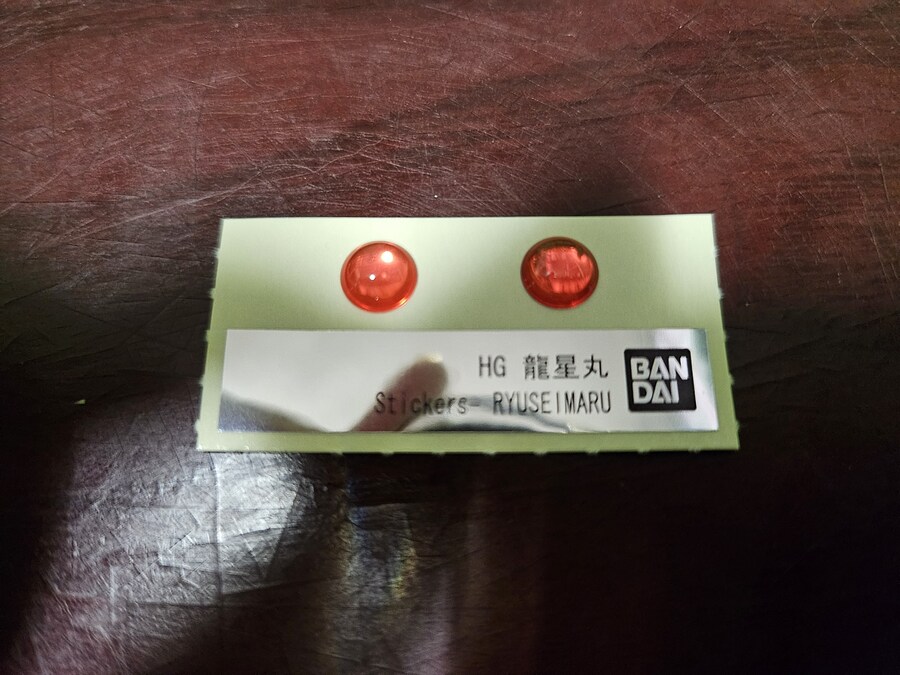 HG 龍星丸
Stickers- RYUSEIMARU
BAN
DAI